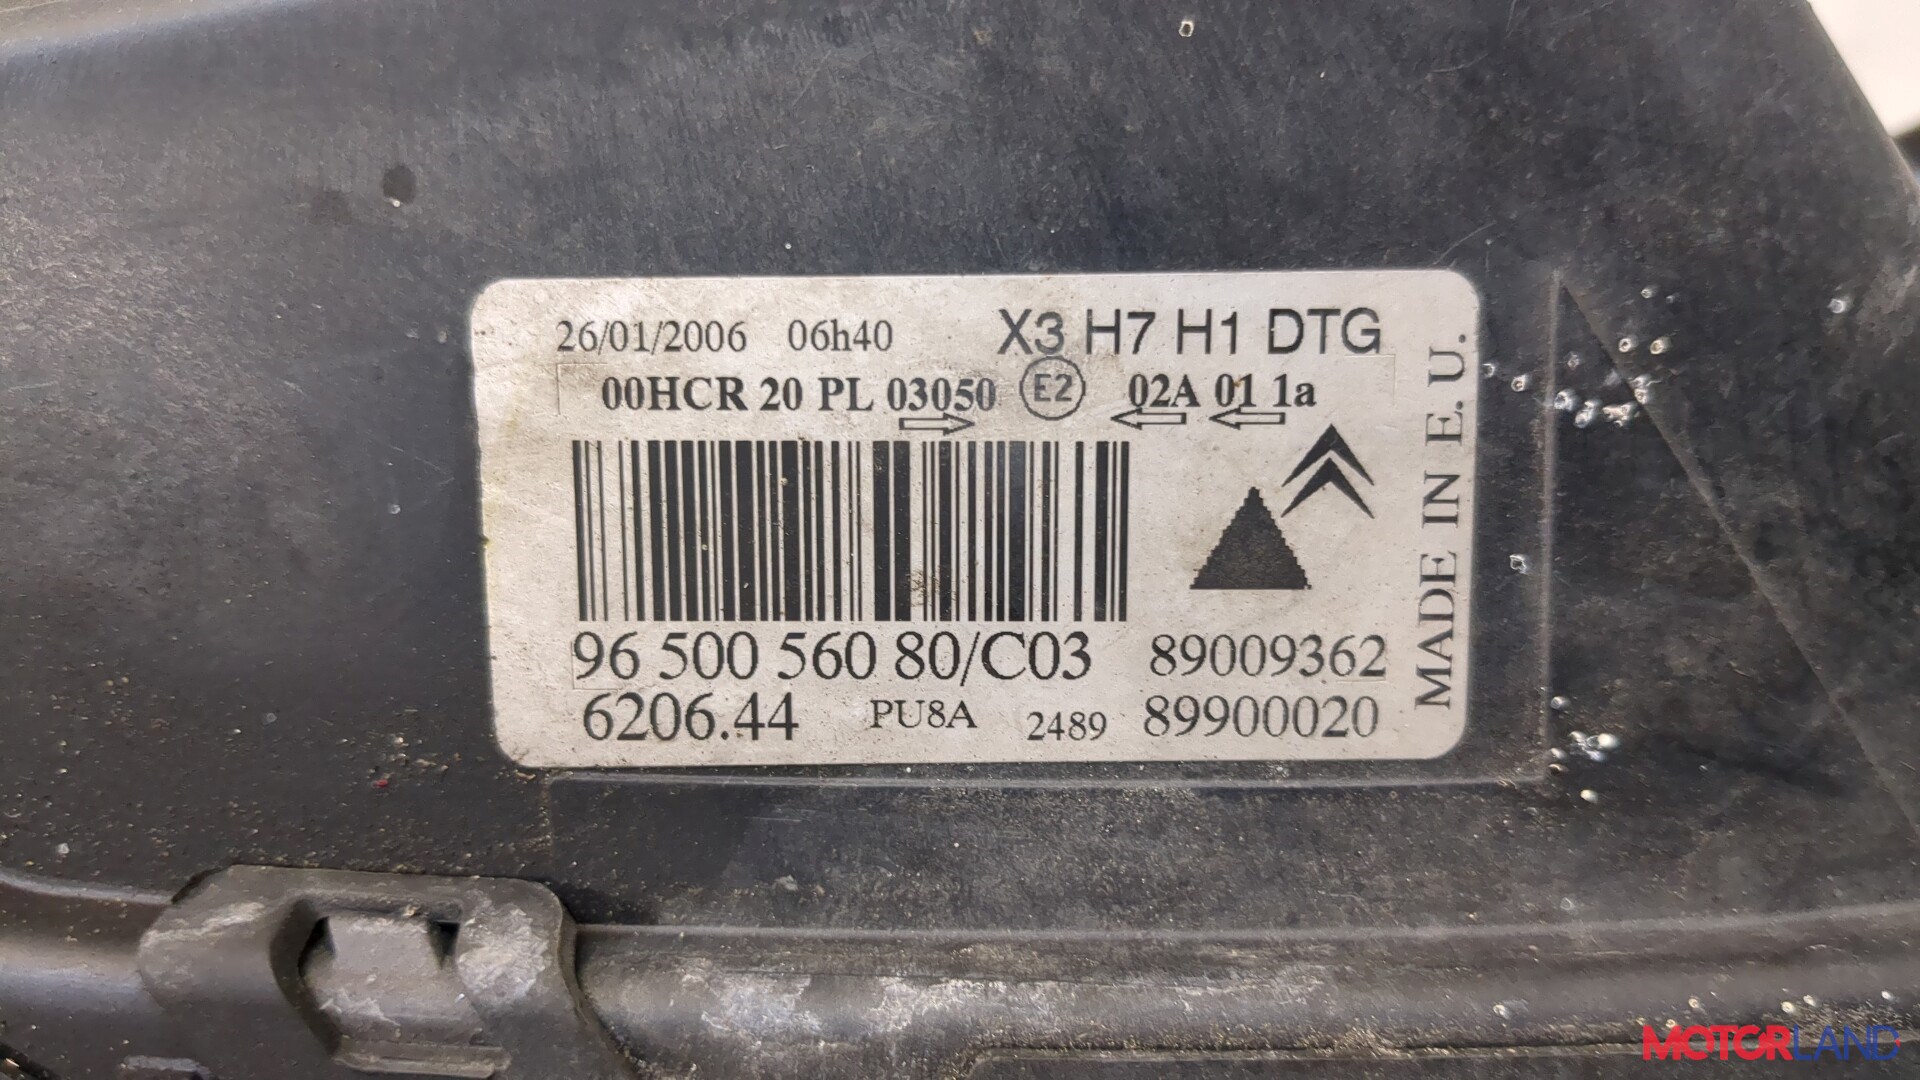 26/01/2006 06h40 X3 H7 H1 DTG
00HCR 20 PL 03050 E2 02A 01 1a
96 500 560 80/C03 89009362
6206.44 PU8A 2489 89900020
MADE IN E.U.
MOTORLAND